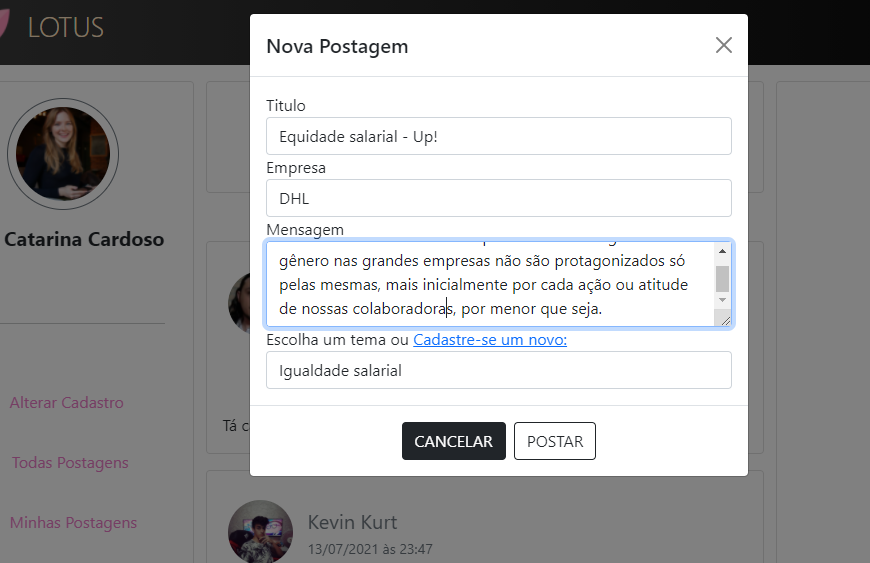 LOTUS
Nova Postagem
Titulo
Equidade salarial - Up!
Empresa
DHL
Mensagem
gênero nas grandes empresas não são protagonizados só
pelas mesmas, mais inicialmente por cada ação ou atitude
de nossas colaboradoras, por menor que seja.
Escolha um tema ou Cadastre-se um novo:
Igualdade salarial
CANCELAR
POSTAR
Catarina Cardoso
Alterar Cadastro
Todas Postagens
Minhas Postagens
Tá
Kevin Kurt
13/07/2021 às 23:47